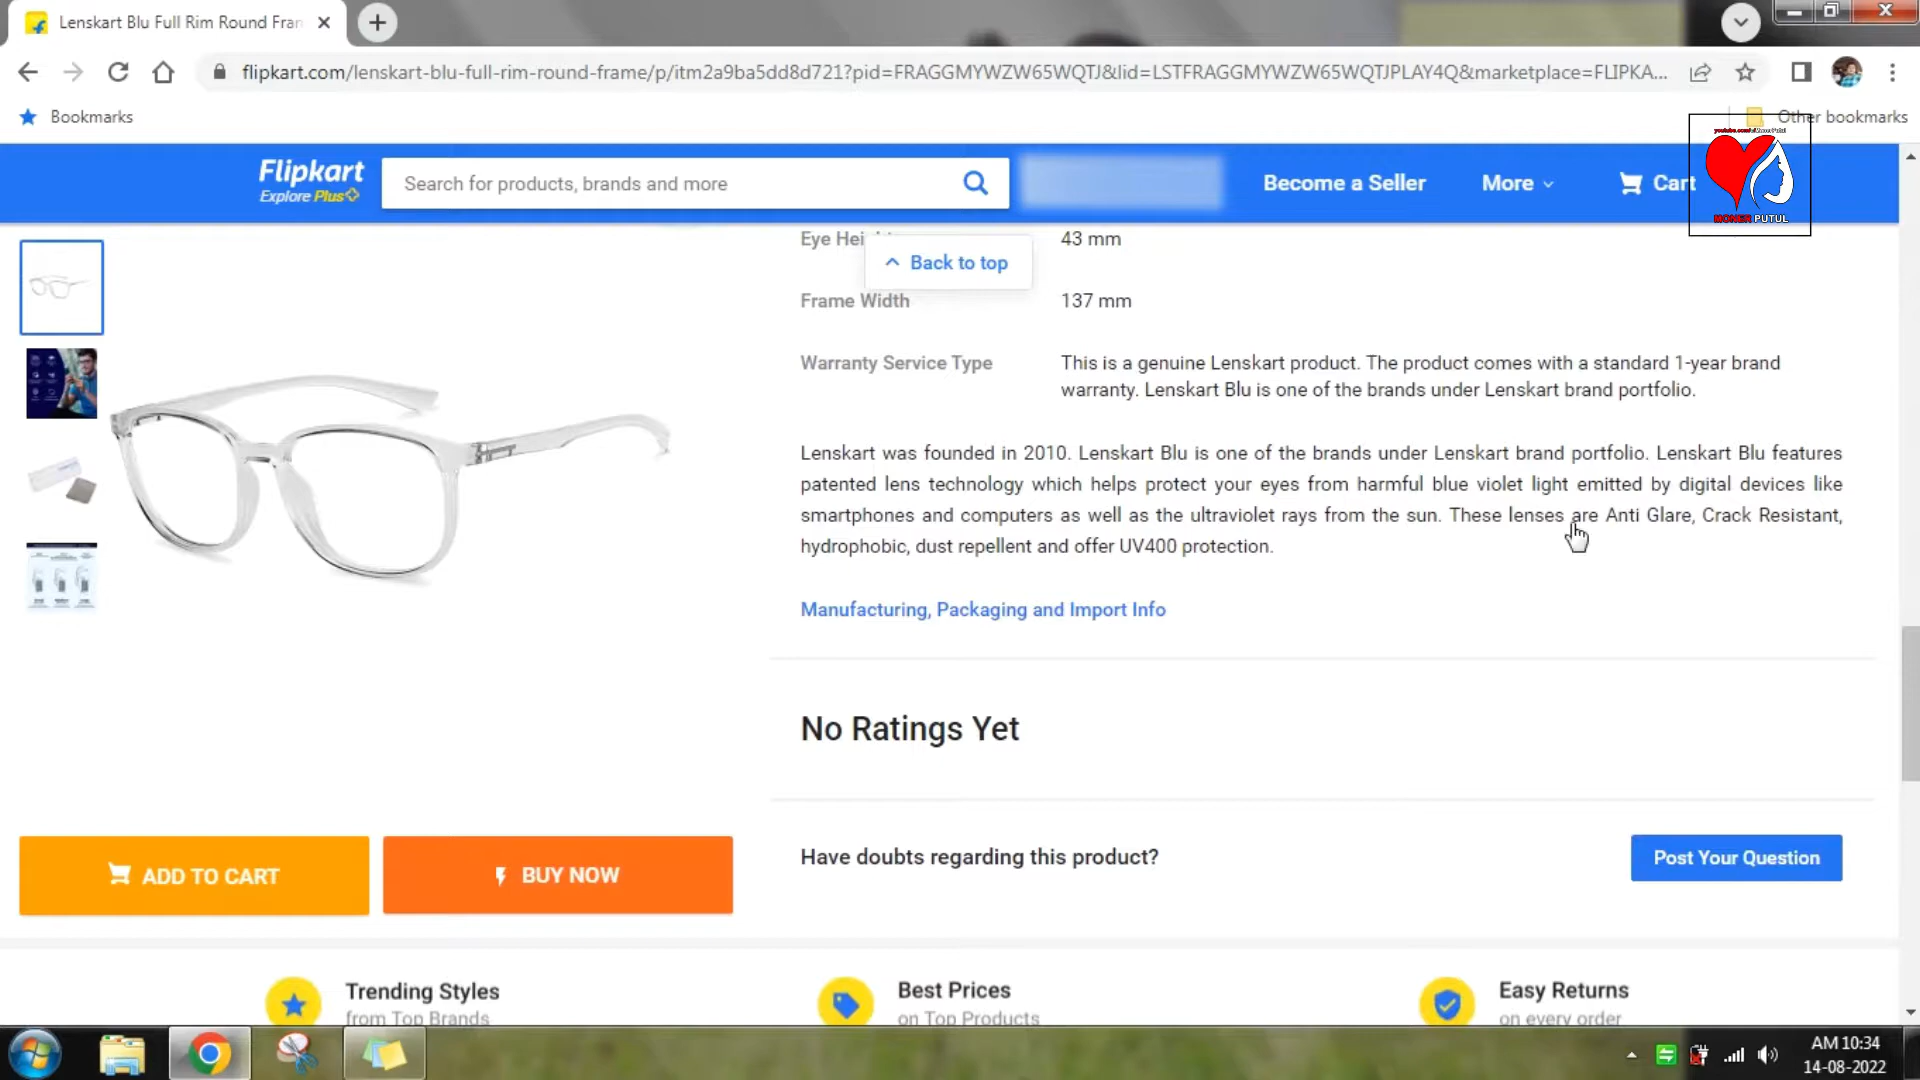 Lenskart Blu Full Rim Round Fran
flipkart.com/lenskart-blu-full-rim-round-frame/p/itm2a9ba5dd8d721?pid=FRAGGMYWZW65WQTJ&lid=LSTFRAGGMYWZW65WQTJPLAY4Q&marketplace=FLIPKA...
Bookmarks
Other bookmarks
Flipkart
Explore Plus
Search for products, brands and more
Become a Seller
More
Cart
MONER PUTUL
Eye Hei
43 mm
Back to top
Frame Width
137 mm
Warranty Service Type
This is a genuine Lenskart product. The product comes with a standard 1-year brand
warranty. Lenskart Blu is one of the brands under Lenskart brand portfolio.
Lenskart was founded in 2010. Lenskart Blu is one of the brands under Lenskart brand portfolio. Lenskart Blu features
patented lens technology which helps protect your eyes from harmful blue violet light emitted by digital devices like
smartphones and computers as well as the ultraviolet rays from the sun. These lenses are Anti Glare, Crack Resistant,
hydrophobic, dust repellent and offer UV400 protection.
Manufacturing, Packaging and Import Info
No Ratings Yet
ADD TO CART
BUY NOW
Have doubts regarding this product?
Post Your Question
Trending Styles
from Top Brands
Best Prices
on Top Products
Easy Returns
on every order
AM 10:34
14-08-2022